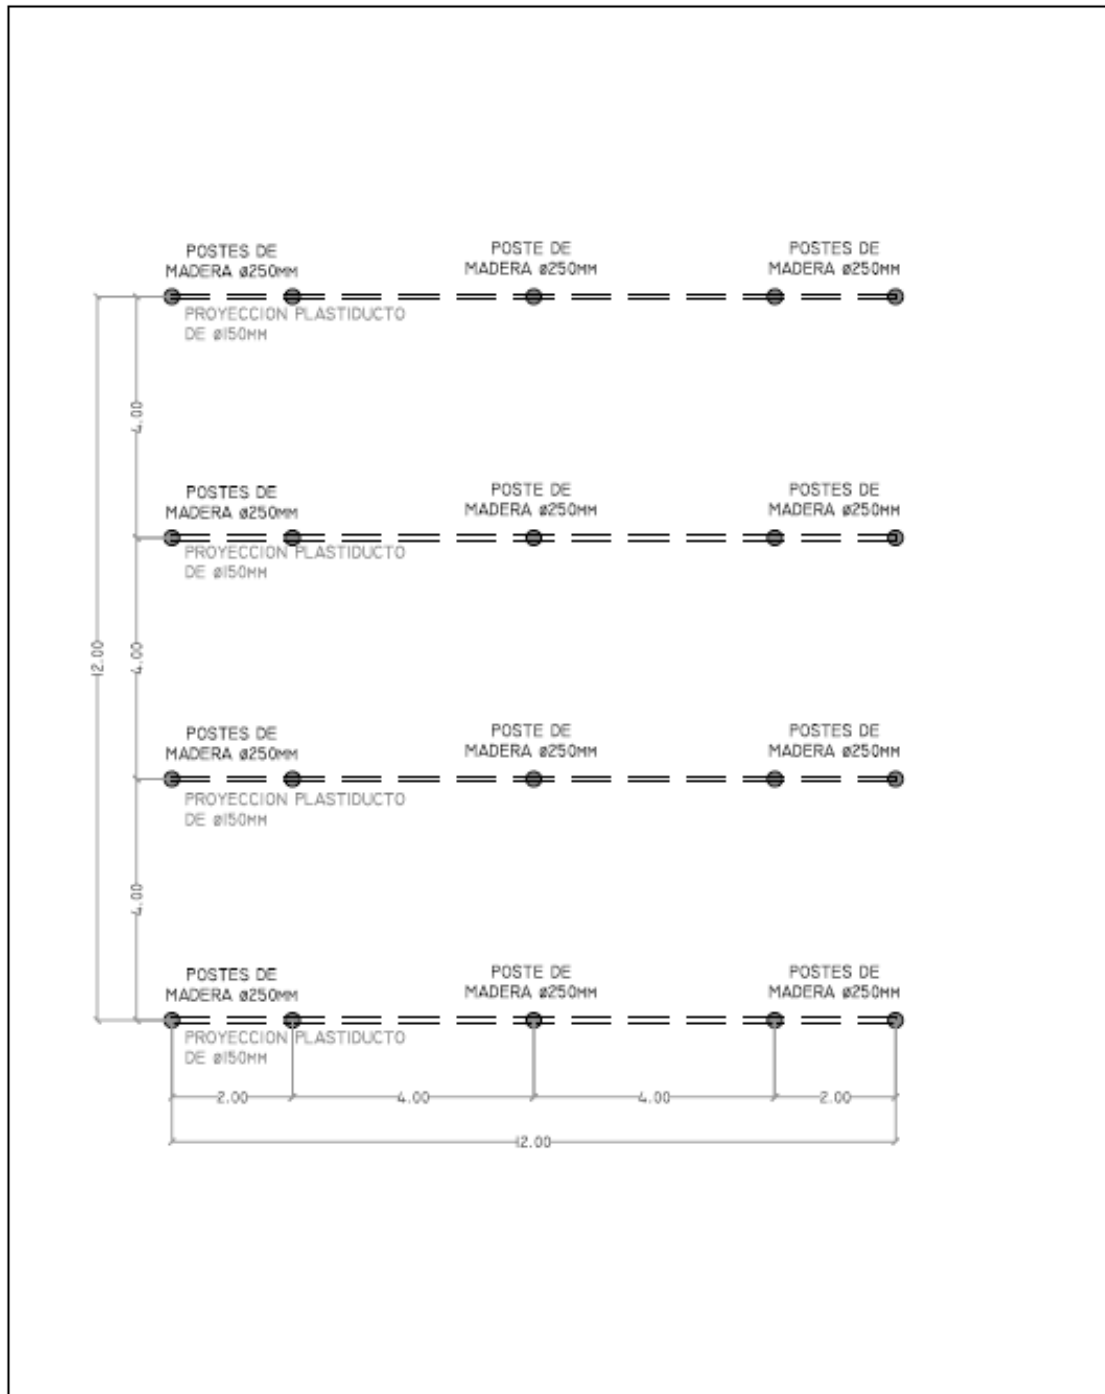 POSTES DE
MADERA ø250MM
POSTE DE
MADERA ø250MM
POSTES DE
MADERA ø250MM
PROYECCION PLASTIDUCTO
DE ø150MM
4.00
POSTES DE
MADERA ø250MM
POSTE DE
MADERA ø250MM
POSTES DE
MADERA ø250MM
PROYECCION PLASTIDUCTO
DE ø150MM
12.00
4.00
POSTES DE
MADERA ø250MM
POSTE DE
MADERA ø250MM
POSTES DE
MADERA ø250MM
PROYECCION PLASTIDUCTO
DE ø150MM
4.00
POSTES DE
MADERA ø250MM
POSTE DE
MADERA ø250MM
POSTES DE
MADERA ø250MM
PROYECCION PLASTIDUCTO
DE ø150MM
2.00
4.00
4.00
2.00
12.00